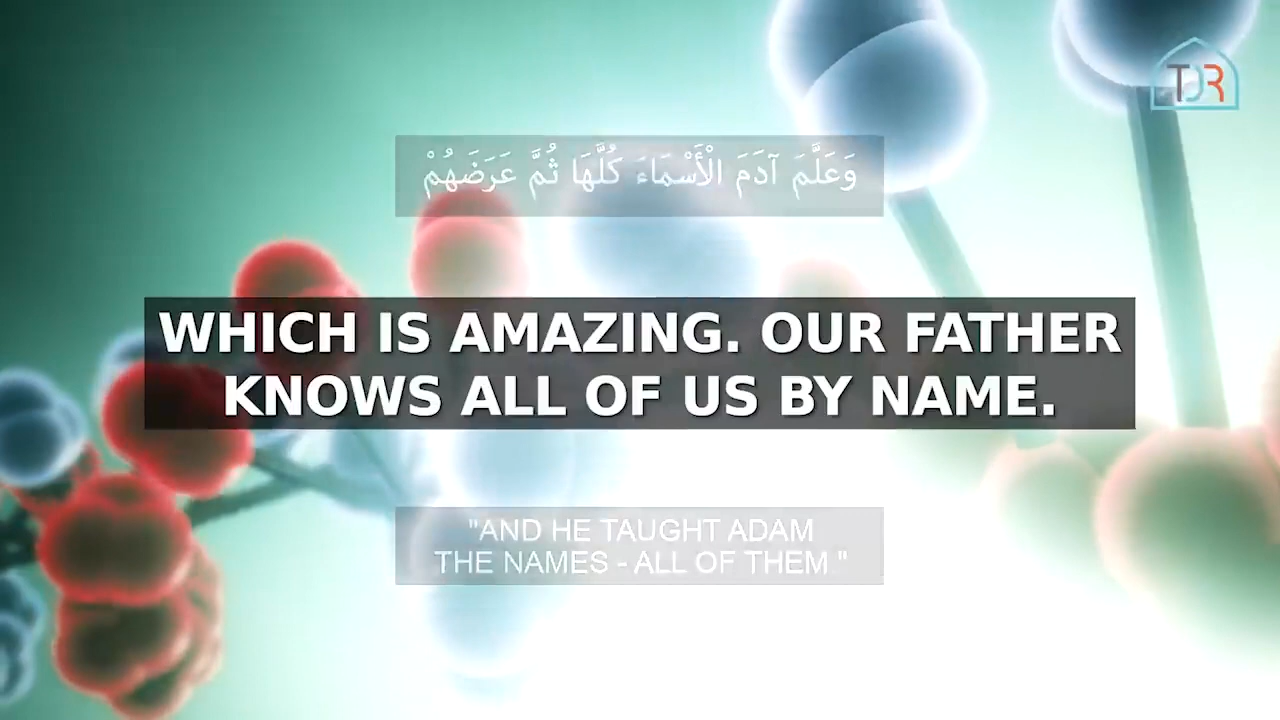 TDR
وَعَلَّمَ آدَمَ الْأَسْمَاءَ كُلَّهَا ثُمَّ عَرَضَهُمْ
WHICH IS AMAZING. OUR FATHER
KNOWS ALL OF US BY NAME.
"AND HE TAUGHT ADAM
THE NAMES - ALL OF THEM."